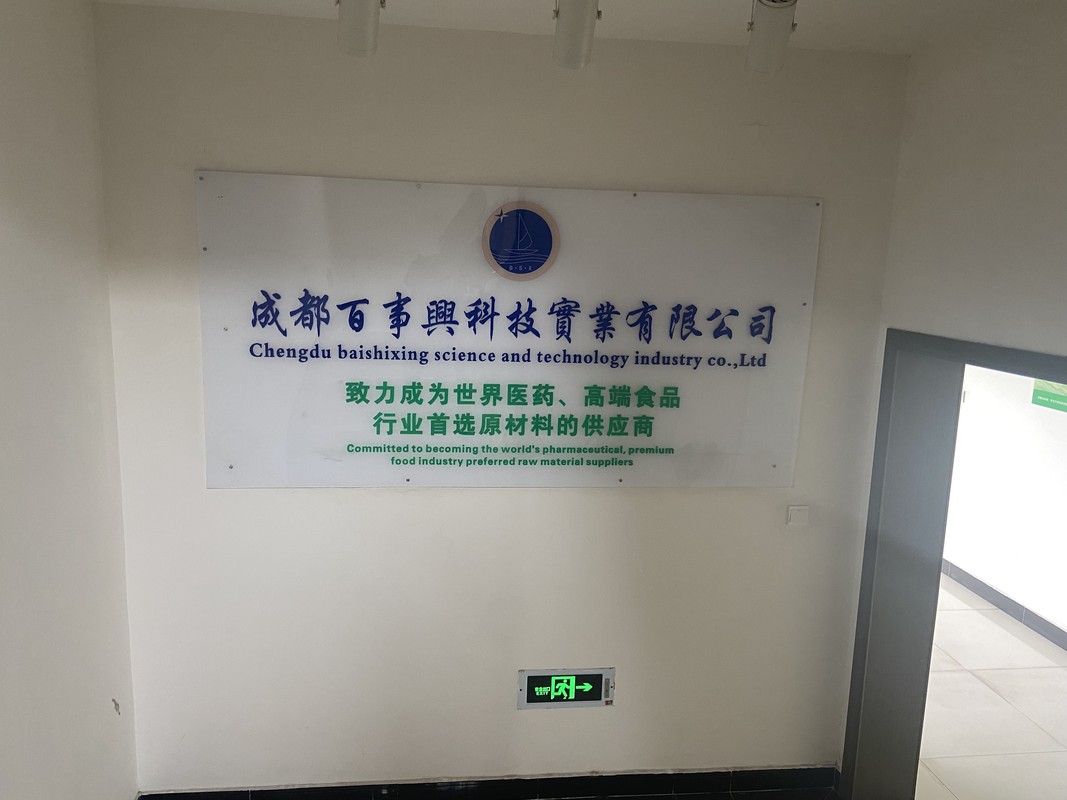 成都百事興科技實業有限公司
Chengdu baishixing science and technology industry co.,Ltd
致力成为世界医药、高端食品
行业首选原材料的供应商
Committed to becoming the world's pharmaceutical, premium
food industry preferred raw material suppliers
EXIT